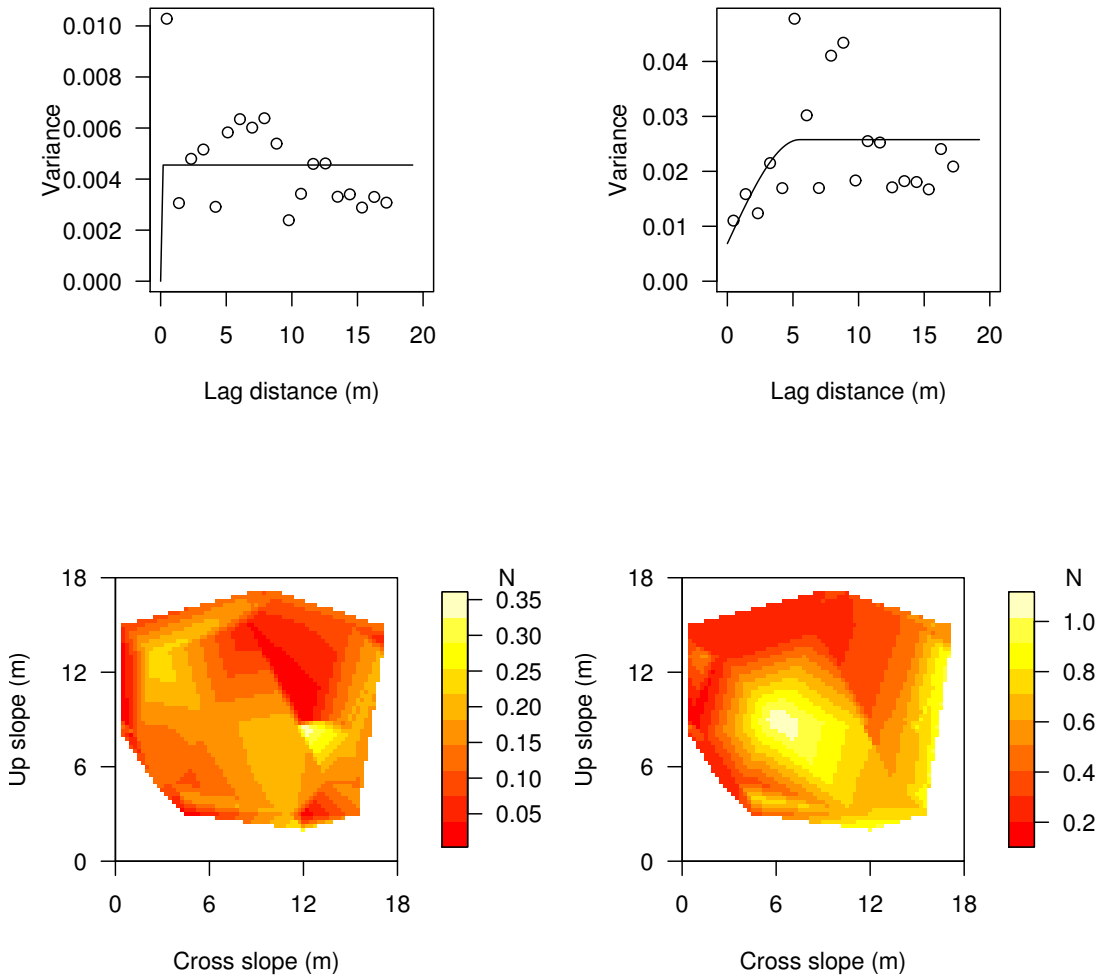 Variance
0.010
0.008
0.006
0.004
0.002
0.000
0 5 10 15 20
Lag distance (m)
Variance
0.04
0.03
0.02
0.01
0.00
0 5 10 15 20
Lag distance (m)
Up slope (m)
18
12
6
0
0 6 12 18
Cross slope (m)
N
0.35
0.30
0.25
0.20
0.15
0.10
0.05
Up slope (m)
18
12
6
0
0 6 12 18
Cross slope (m)
N
1.0
0.8
0.6
0.4
0.2